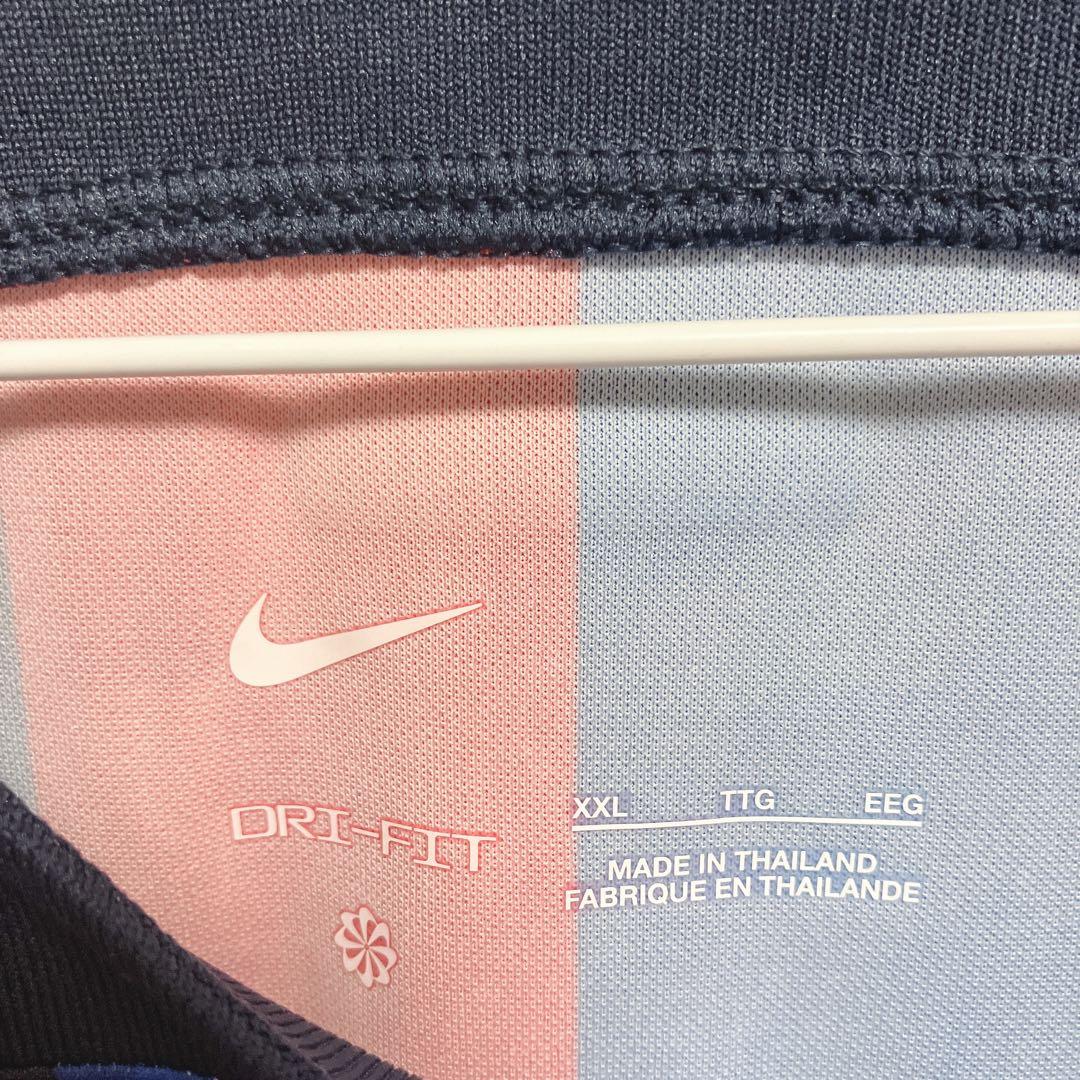 DRI-FIT
XXL TTG EEG
MADE IN THAILAND
FABRIQUE EN THAILANDE